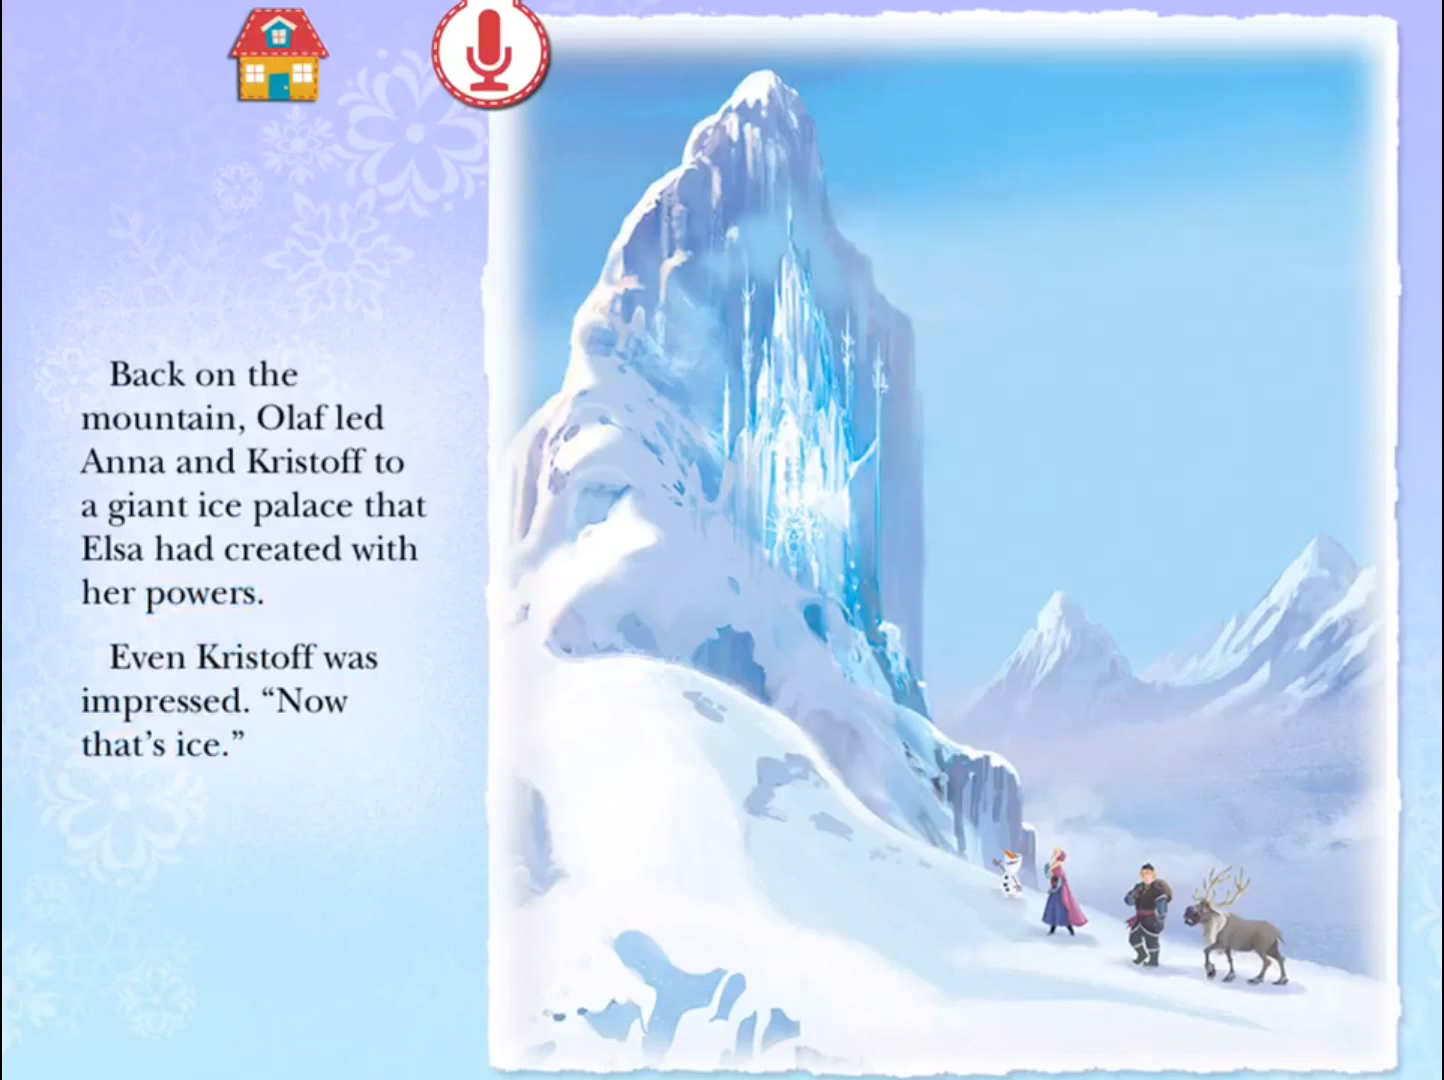 Back on the
mountain, Olaf led
Anna and Kristoff to
a giant ice palace that
Elsa had created with
her powers.
Even Kristoff was
impressed. “Now
that’s ice.”